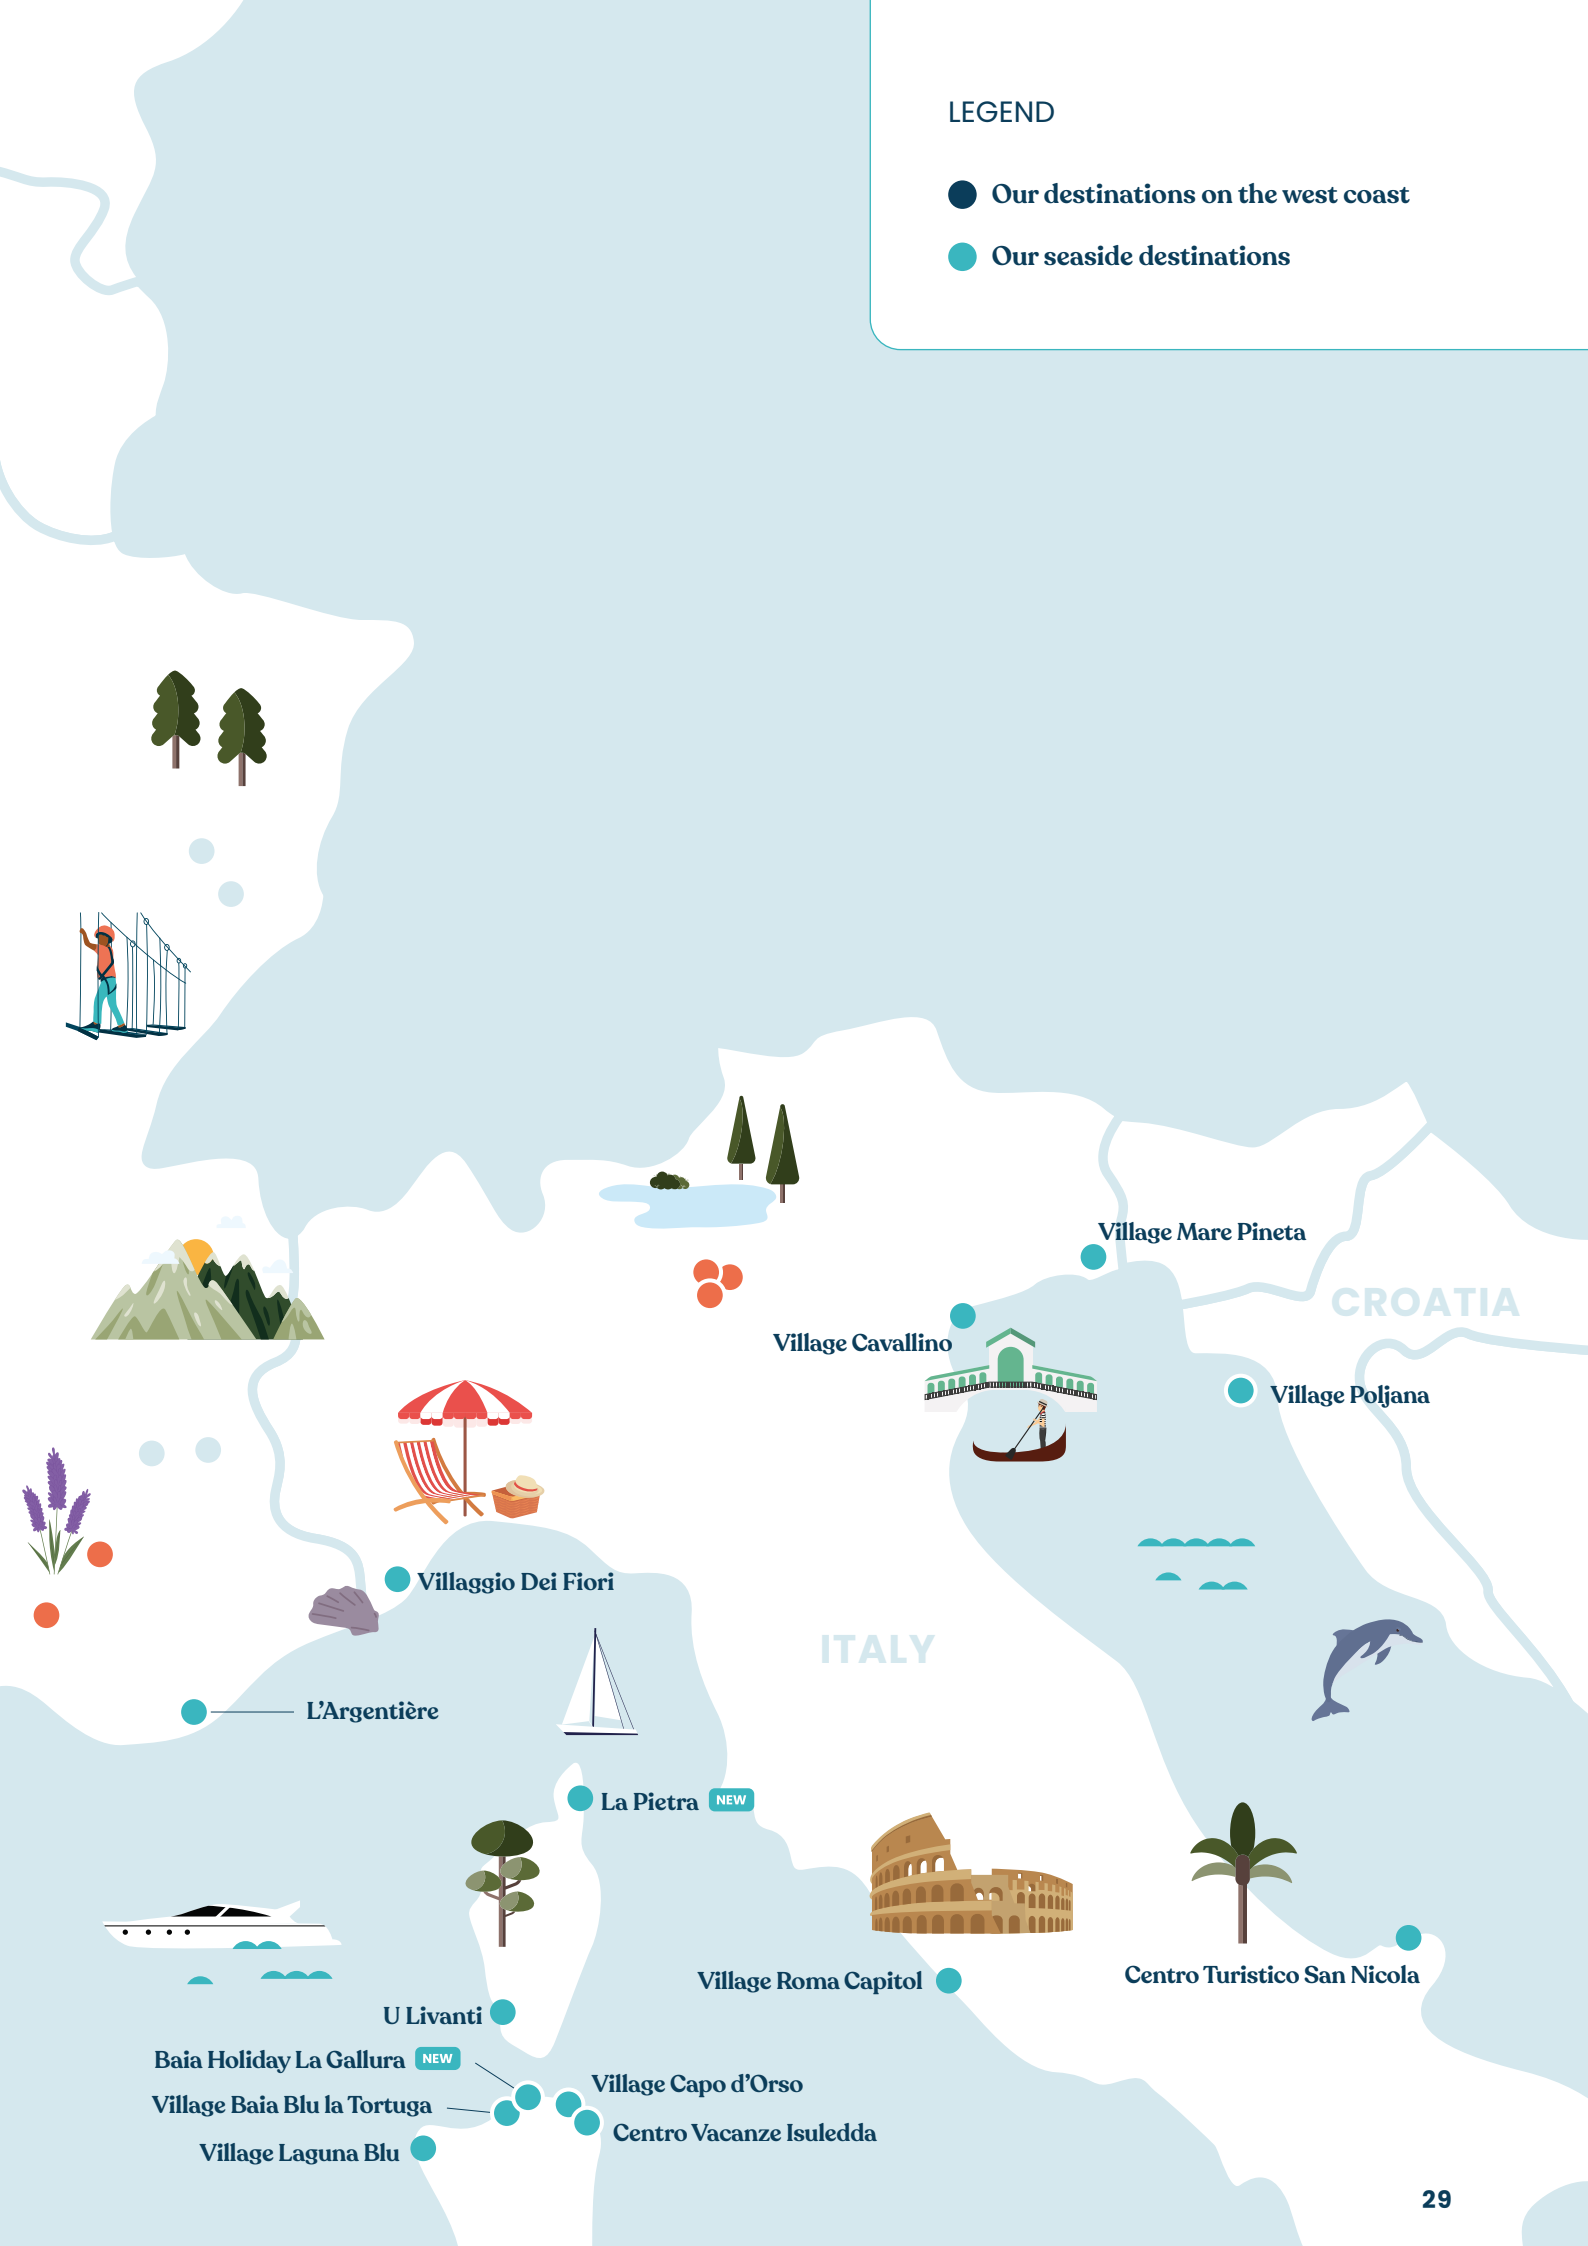 LEGEND
Our destinations on the west coast
Our seaside destinations
Village Mare Pineta
CROATIA
Village Cavallino
Village Poljana
Villaggio Dei Fiori
ITALY
L’Argentière
La Pietra NEW
Village Roma Capitol
Centro Turistico San Nicola
U Livanti
Baia Holiday La Gallura NEW
Village Capo d’Orso
Village Baia Blu la Tortuga
Centro Vacanze Isuledda
Village Laguna Blu
29